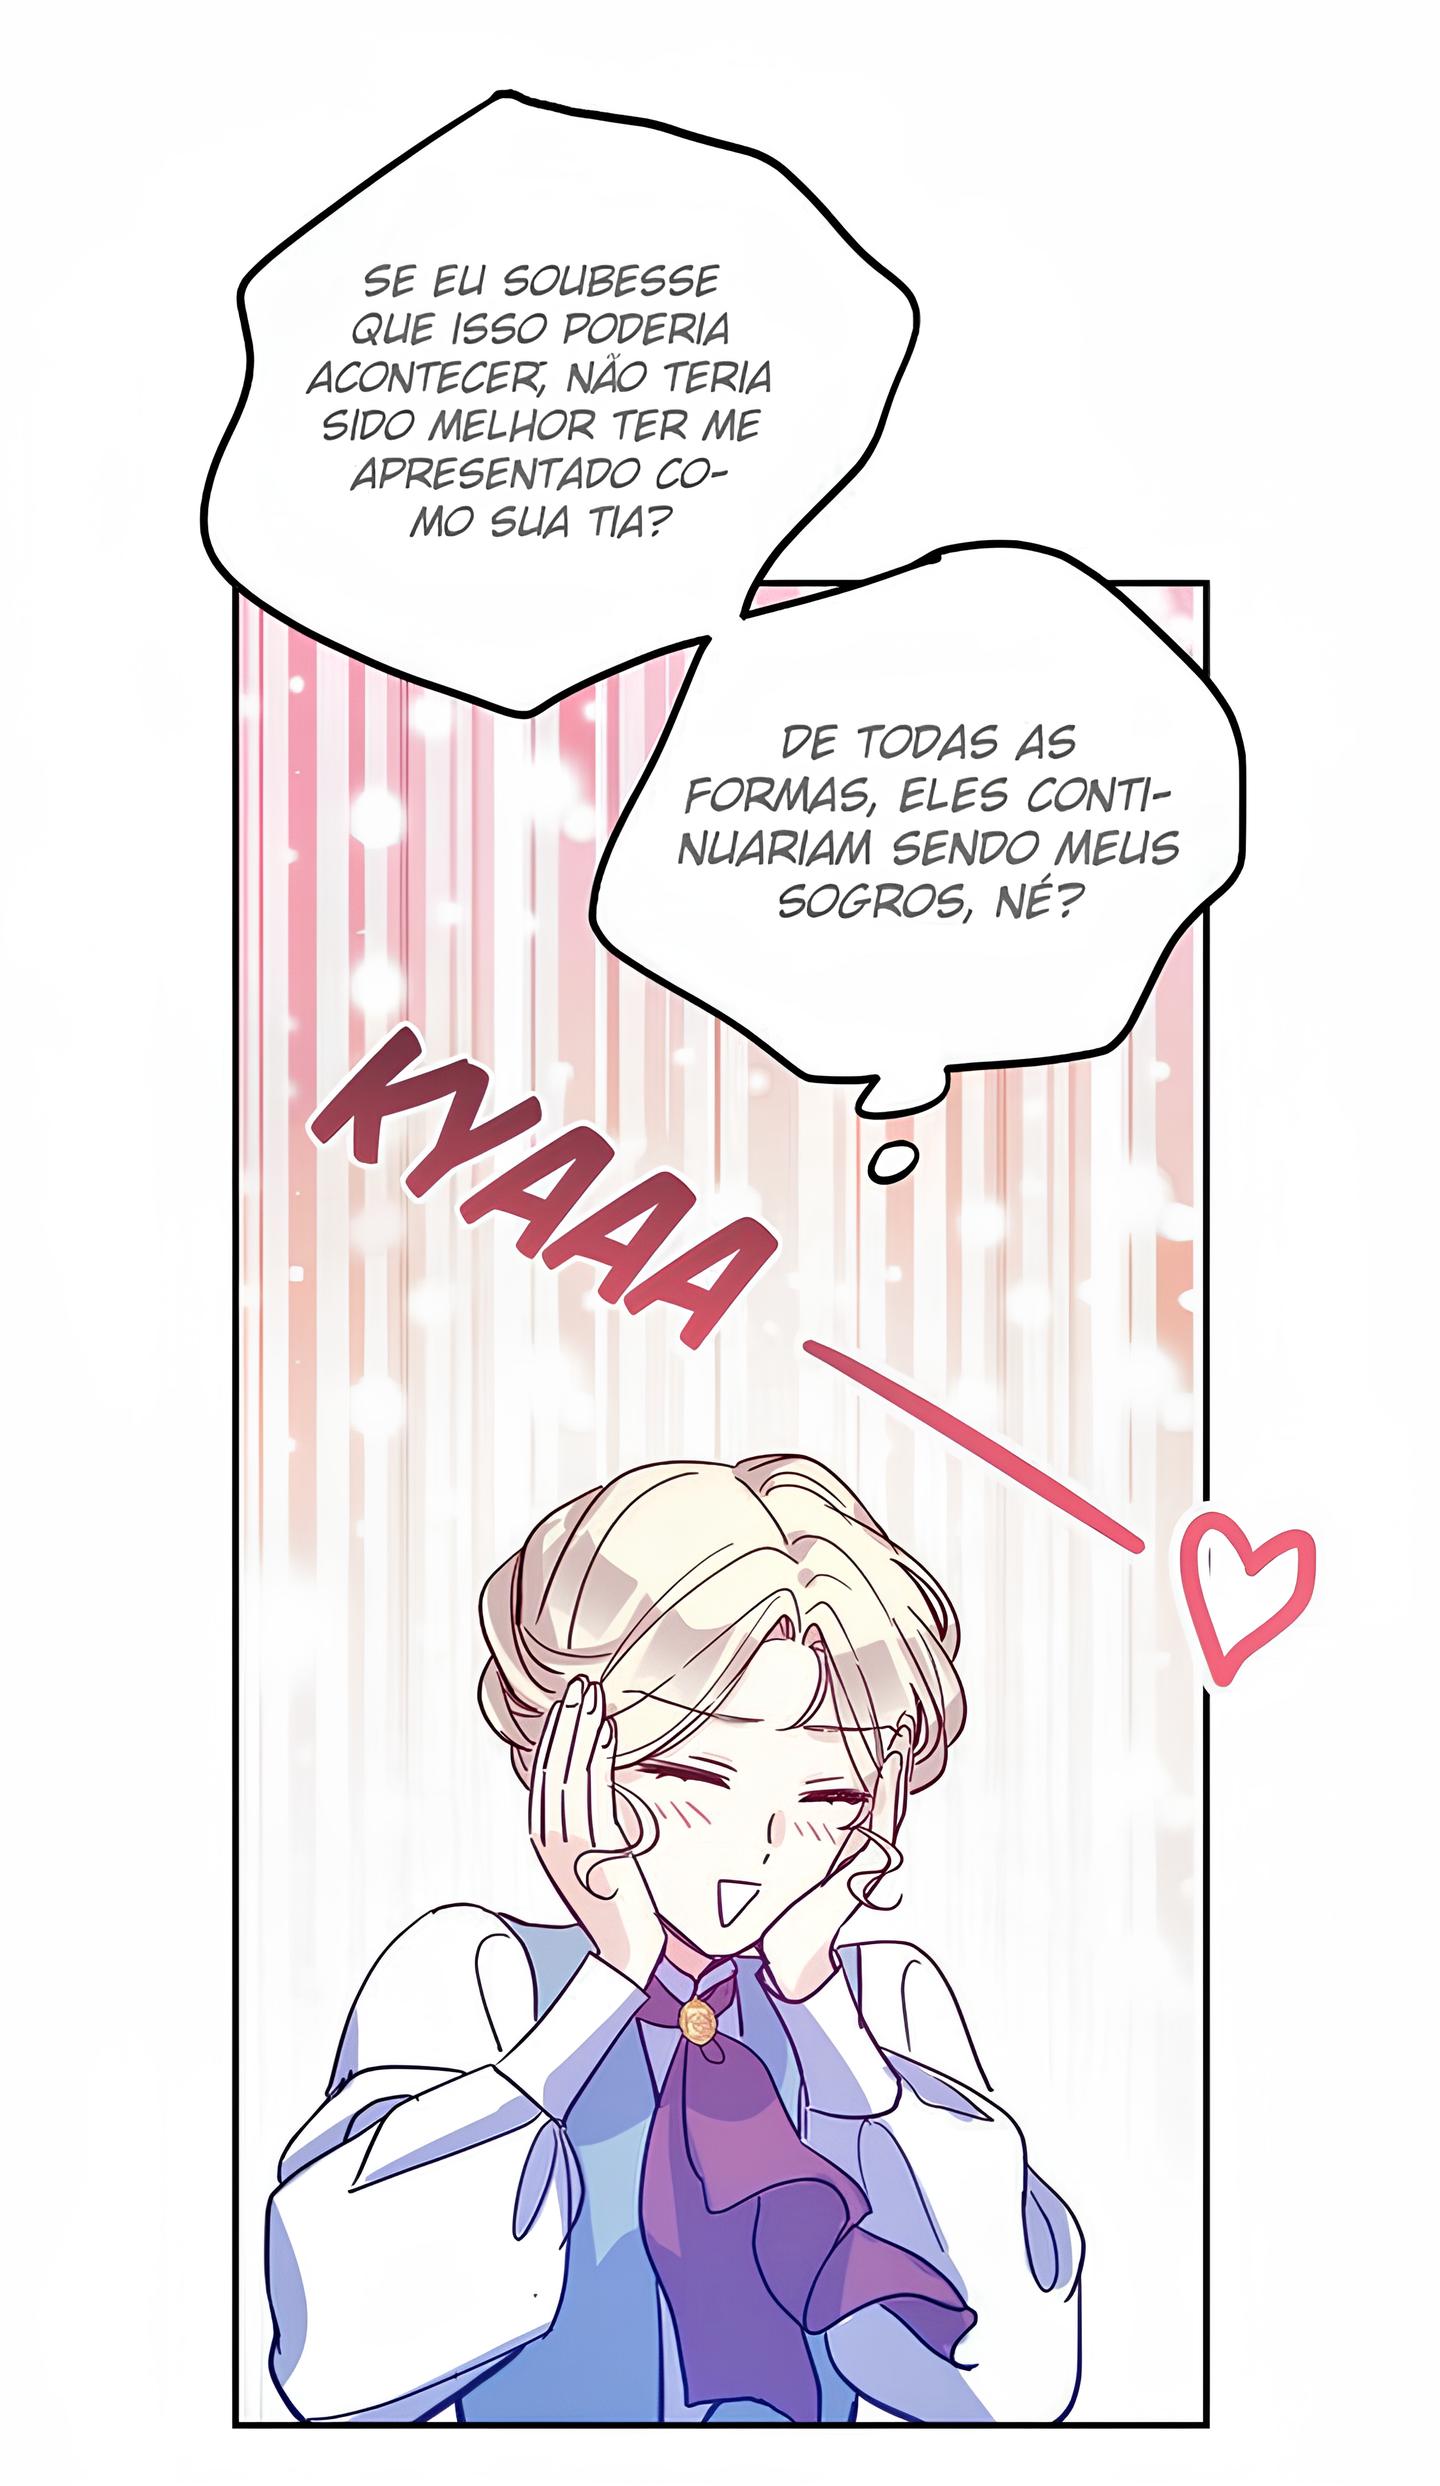 SE EU SOUBESSE
QUE ISSO PODERIA
ACONTECER, NÃO TERIA
SIDO MELHOR TER ME
APRESENTADO CO-
MO SUA TIA?
DE TODAS AS
FORMAS, ELES CONTI-
NUARIAM SENDO MEUS
SOGROS, NÉ?
KYAAA